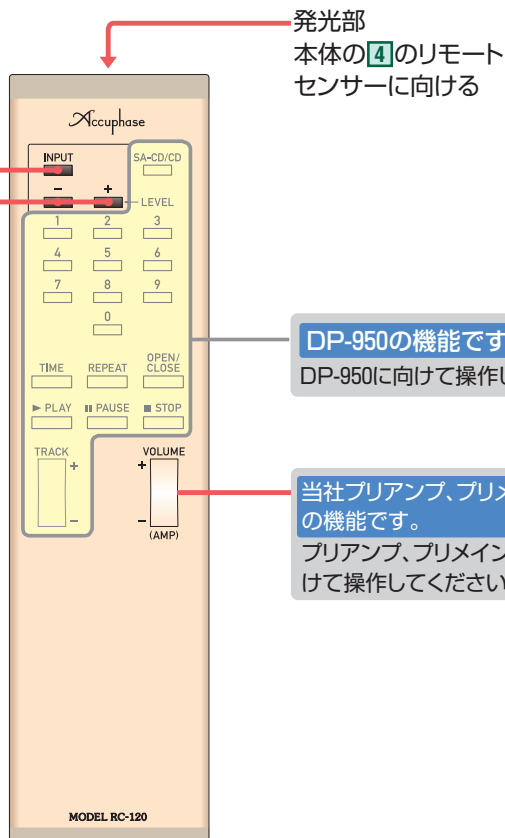 発光部
本体の4のリモート
センサーに向ける
Accuphase
INPUT SA-CD/CD
− + LEVEL
1 2 3
4 5 6
7 8 9
0
TIME REPEAT OPEN/
CLOSE
► PLAY ❚❚ PAUSE ■ STOP
TRACK VOLUME
+ +
− −
(AMP)
MODEL RC-120
DP-950の機能です
DP-950に向けて操作し
当社プリアンプ、プリメ
の機能です。
プリアンプ、プリメイン
けて操作してください